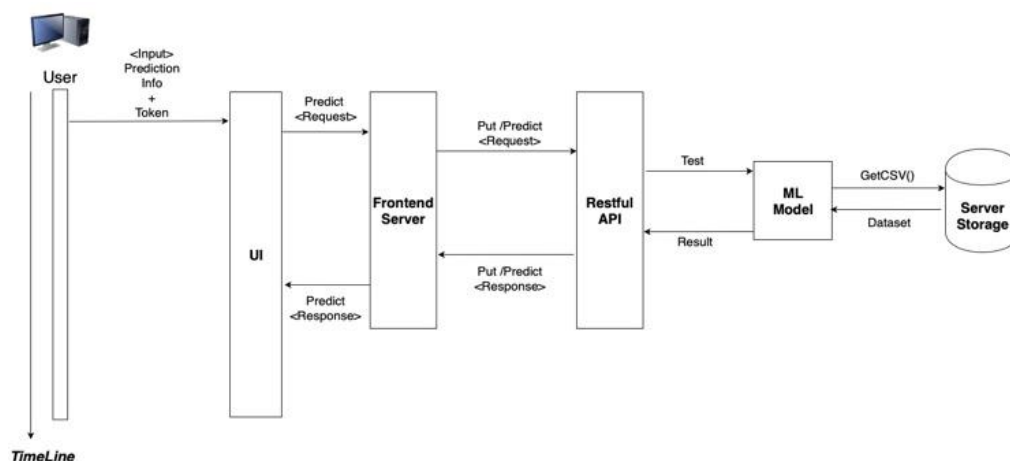 User
<Input>
Prediction
Info
+
Token
Predict
<Request>
Put /Predict
<Request>
Test
GetCSV()
UI
Frontend
Server
Restful
API
ML
Model
Server
Storage
Dataset
Result
Put /Predict
<Response>
Predict
<Response>
TimeLine